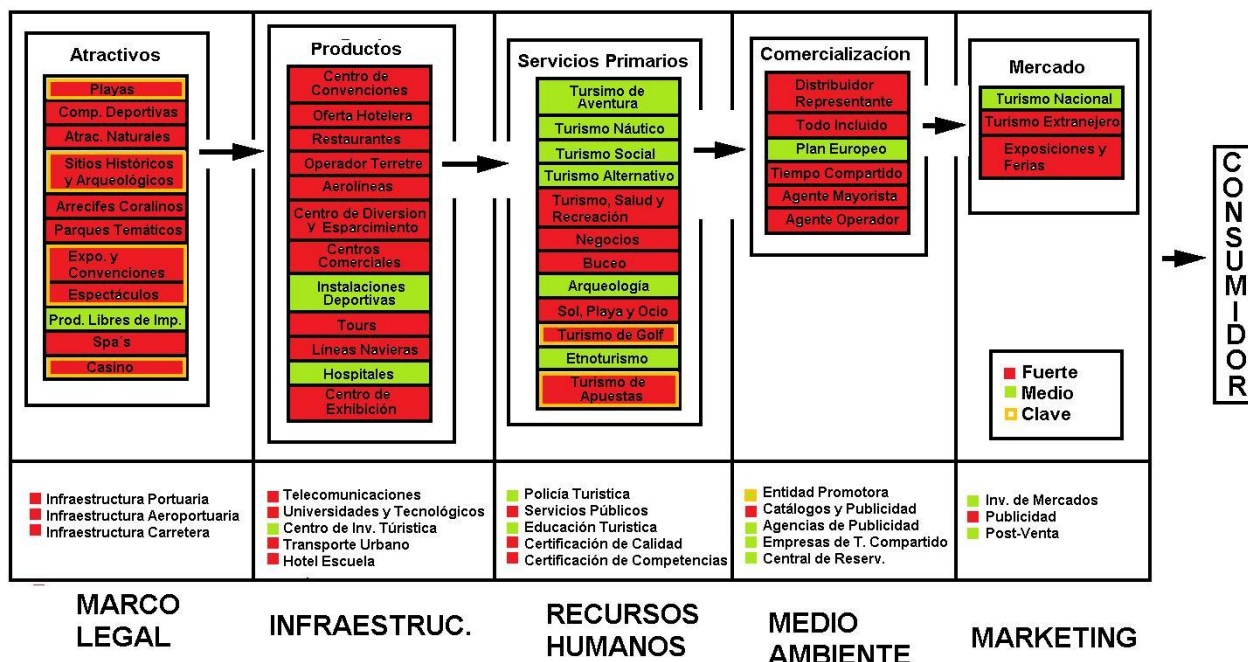 Atractivos
Playas
Comp. Deportivas
Atrac. Naturales
Sitios Históricos
y Arqueológicos
Arrecifes Coralinos
Parques Temáticos
Expo. y
Convenciones
Espectáculos
Prod. Libres de Imp.
Spa´s
Casino
Productos
Centro de
Convenciones
Oferta Hotelera
Restaurantes
Operador Terretre
Aerolineas
Centro de Diversion
y Esparcimiento
Centros
Comerciales
Instalaciones
Deportivas
Tours
Líneas Navieras
Hospitales
Centro de
Exhibición
Servicios Primarios
Tursimo de
Aventura
Turismo Náutico
Turismo Social
Turismo Alternativo
Turismo, Salud y
Recreación
Negocios
Buceo
Arqueología
Sol, Playa y Ocio
Turismo de Golf
Etnoturismo
Turismo de
Apuestas
Comercializacíon
Distribuidor
Representante
Todo Incluido
Plan Europeo
Tiempo Compartido
Agente Mayorista
Agente Operador
Mercado
Turismo Nacional
Turismo Extranejero
Exposiciones y
Ferias
Fuerte
Medio
Clave
CONSUMIDOR
Infraestructura Portuaria
Infraestructura Aeroportuaria
Infraestructura Carretera
Telecomunicaciones
Universidades y Tecnológicos
Centro de Inv. Túristica
Transporte Urbano
Hotel Escuela
Policía Turistica
Servicios Públicos
Educación Turistica
Certificación de Calidad
Certificación de Competencias
Entidad Promotora
Catálogos y Publicidad
Agencias de Publicidad
Empresas de T. Compartido
Central de Reserv.
Inv. de Mercados
Publicidad
Post-Venta
MARCO
LEGAL
INFRAESTRUC.
RECURSOS
HUMANOS
MEDIO
AMBIENTE
MARKETING